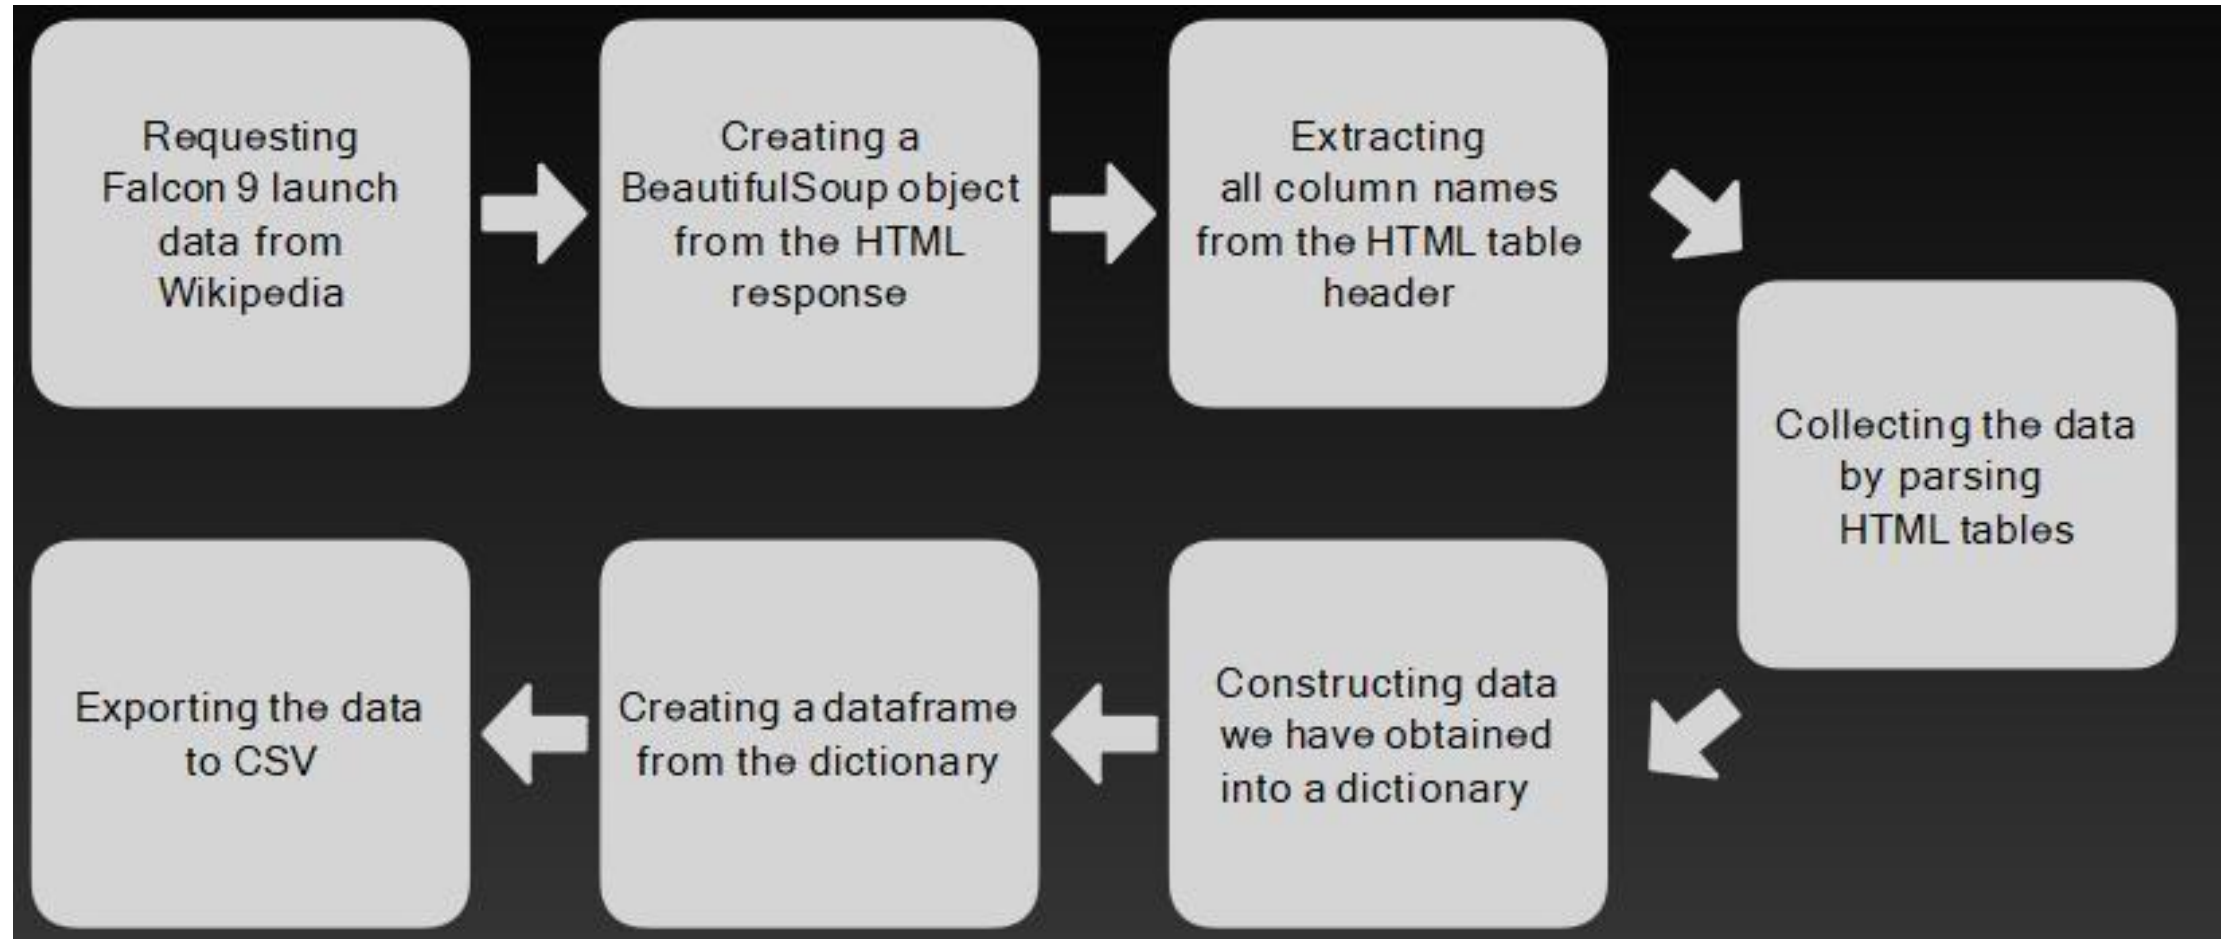 Requesting
Falcon 9 launch
data from
Wikipedia
Creating a
BeautifulSoup object
from the HTML
response
Extracting
all column names
from the HTML table
header
Collecting the data
by parsing
HTML tables
Constructing data
we have obtained
into a dictionary
Creating a dataframe
from the dictionary
Exporting the data
to CSV